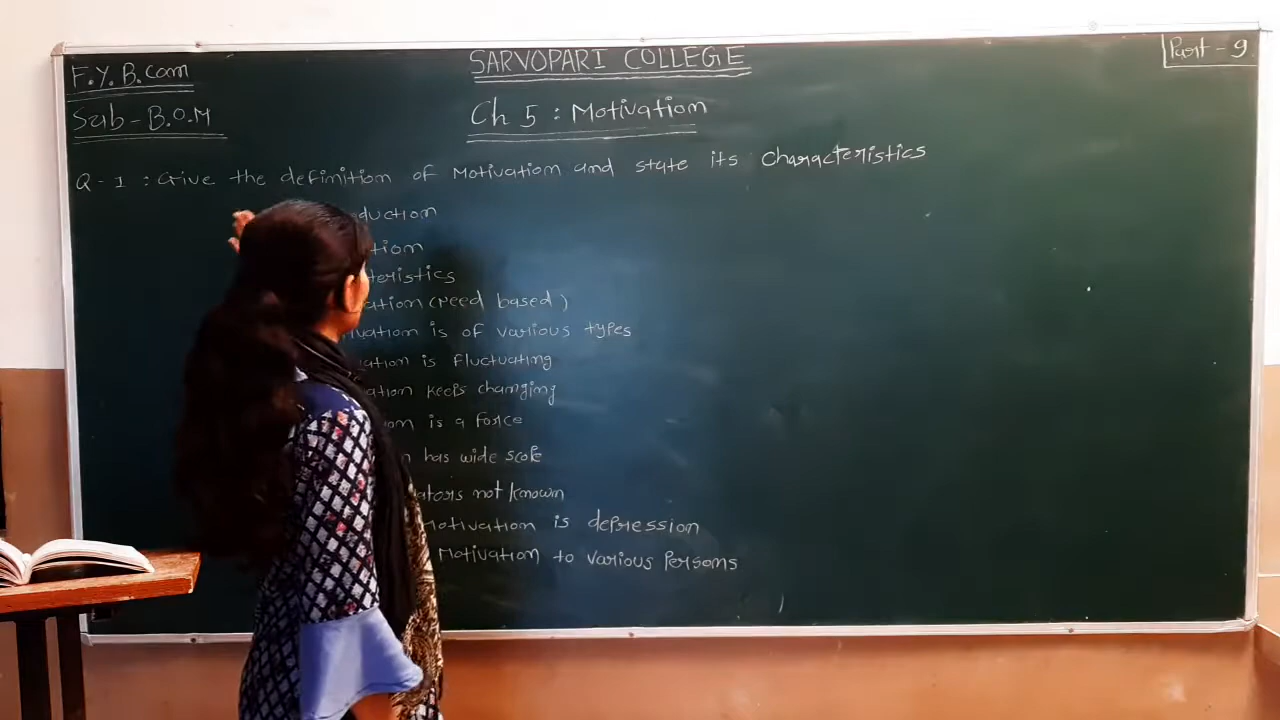 SARVOPARI COLLEGE
Part - 9
F.Y. B.Com
Sub - B.O.M
Ch 5 : Motivation
Q - 1 : Give the definition of Motivation and state its characteristics
duction
tion
teristics
ation (Need based)
ivation is of various types
ation is Fluctuating
ation keeps changing
on is a Force
n has wide scope
ators not known
Motivation is depression
Motivation to various Persons